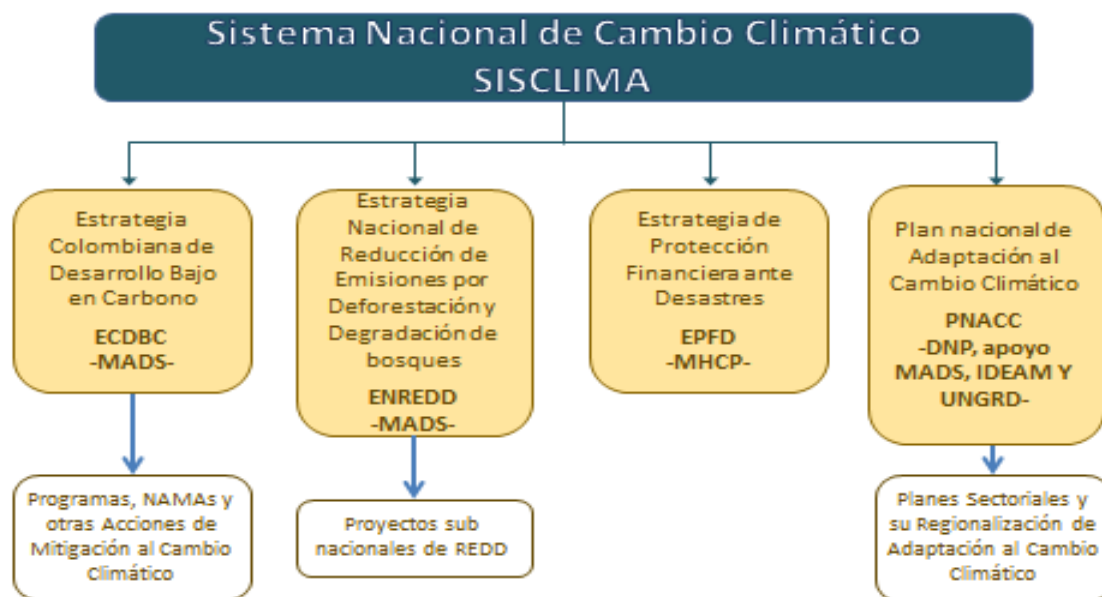 Sistema Nacional de Cambio Climático
SISCLIMA
Estrategia
Colombiana de
Desarrollo Bajo
en Carbono
ECDBC
-MADS-
Estrategia
Nacional de
Reducción de
Emisiones por
Deforestación y
Degradación de
bosques
ENREDD
-MADS-
Estrategia de
Protección
Financiera ante
Desastres
EPFD
-MHCP-
Plan nacional de
Adaptación al
Cambio Climático
PNACC
-DNP, apoyo
MADS, IDEAM Y
UNGRD-
Programas, NAMAs y
otras Acciones de
Mitigación al Cambio
Climático
Proyectos sub
nacionales de REDD
Planes Sectoriales y
su Regionalización de
Adaptación al Cambio
Climático